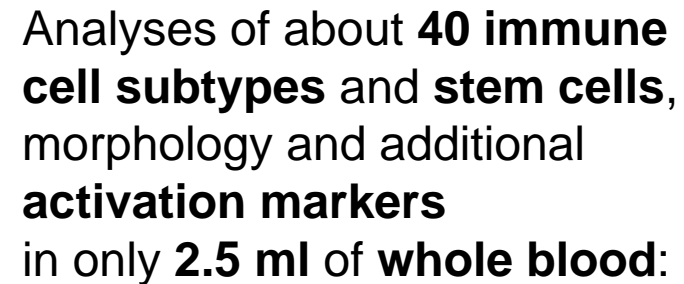 Analyses of about 40 immune
cell subtypes and stem cells,
morphology and additional
activation markers
in only 2.5 ml of whole blood: